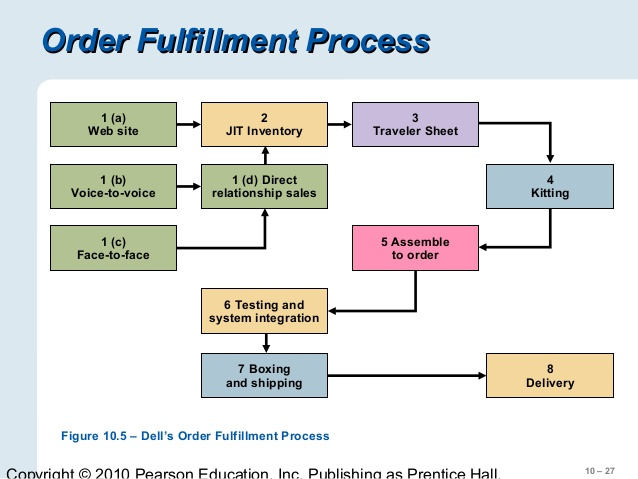 Order Fulfillment Process
1 (a)
Web site
2
JIT Inventory
3
Traveler Sheet
1 (b)
Voice-to-voice
1 (d) Direct
relationship sales
4
Kitting
1 (c)
Face-to-face
5 Assemble
to order
6 Testing and
system integration
7 Boxing
and shipping
8
Delivery
Figure 10.5 – Dell’s Order Fulfillment Process
Copyright © 2010 Pearson Education, Inc. Publishing as Prentice Hall.
10 – 27